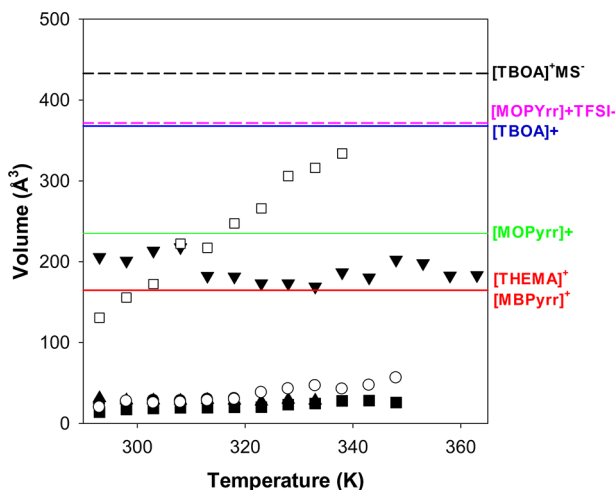 500
[TBOA]⁺MS⁻
400
[MOPYrr]+TFSI-
[TBOA]+
300
[MOPyrr]+
200
[THEMA]⁺
[MBPyrr]⁺
100
0
Volume (Å³)
300 320 340 360
Temperature (K)